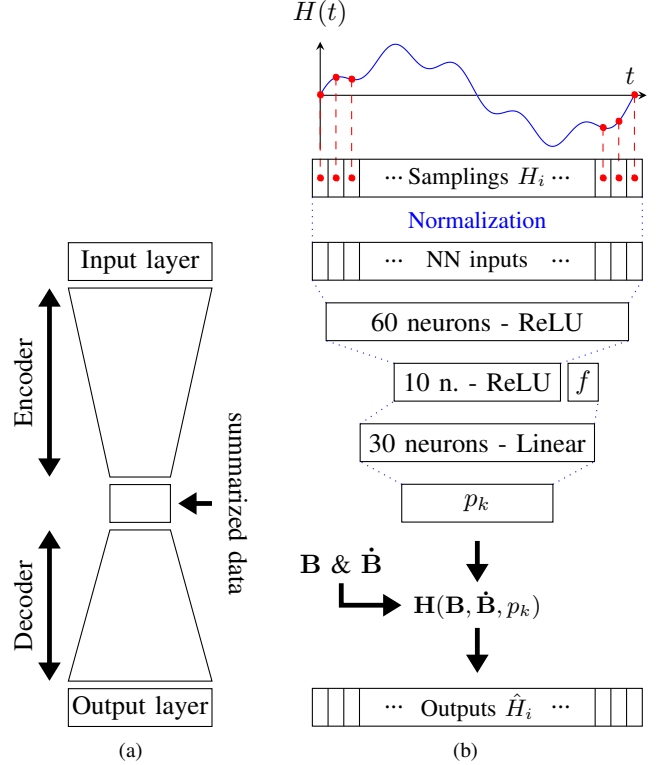 Input layer
Encoder
summarized data
Decoder
Output layer
(a)
H(t)
t
··· Samplings H_i ···
Normalization
··· NN inputs ···
60 neurons - ReLU
10 n. - ReLU
f
30 neurons - Linear
p_k
B & Ḃ
H(B, Ḃ, p_k)
··· Outputs Ĥ_i ···
(b)